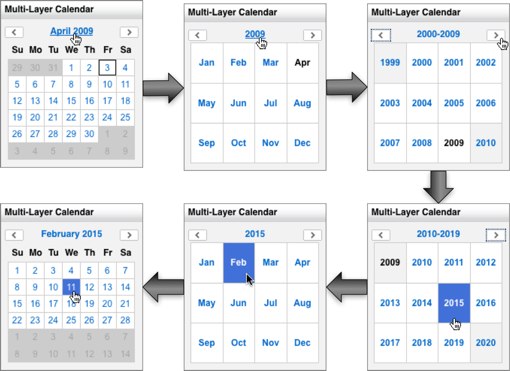 Multi-Layer Calendar
April 2009
Su Mo Tu We Th Fr Sa
29 30 31 1 2 3 4
5 6 7 8 9 10 11
12 13 14 15 16 17 18
19 20 21 22 23 24 25
26 27 28 29 30 1 2
3 4 5 6 7 8 9
Multi-Layer Calendar
2009
Jan Feb Mar Apr
May Jun Jul Aug
Sep Oct Nov Dec
Multi-Layer Calendar
2000-2009
1999 2000 2001 2002
2003 2004 2005 2006
2007 2008 2009 2010
Multi-Layer Calendar
2010-2019
2009 2010 2011 2012
2013 2014 2015 2016
2017 2018 2019 2020
Multi-Layer Calendar
2015
Jan Feb Mar Apr
May Jun Jul Aug
Sep Oct Nov Dec
Multi-Layer Calendar
February 2015
Su Mo Tu We Th Fr Sa
1 2 3 4 5 6 7
8 9 10 11 12 13 14
15 16 17 18 19 20 21
22 23 24 25 26 27 28
1 2 3 4 5 6 7
8 9 10 11 12 13 14